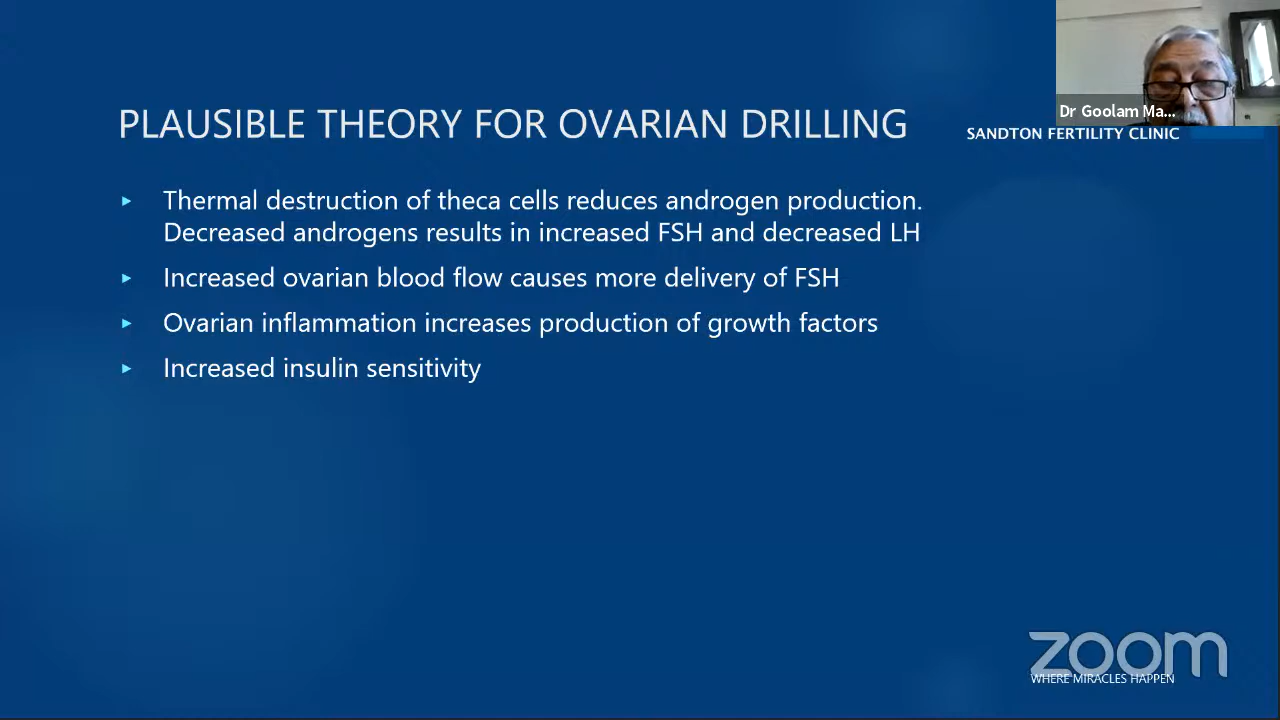 PLAUSIBLE THEORY FOR OVARIAN DRILLING
Dr Goolam Ma...
SANDTON FERTILITY CLINIC
▸ Thermal destruction of theca cells reduces androgen production.
Decreased androgens results in increased FSH and decreased LH
▸ Increased ovarian blood flow causes more delivery of FSH
▸ Ovarian inflammation increases production of growth factors
▸ Increased insulin sensitivity
zoom
WHERE MIRACLES HAPPEN